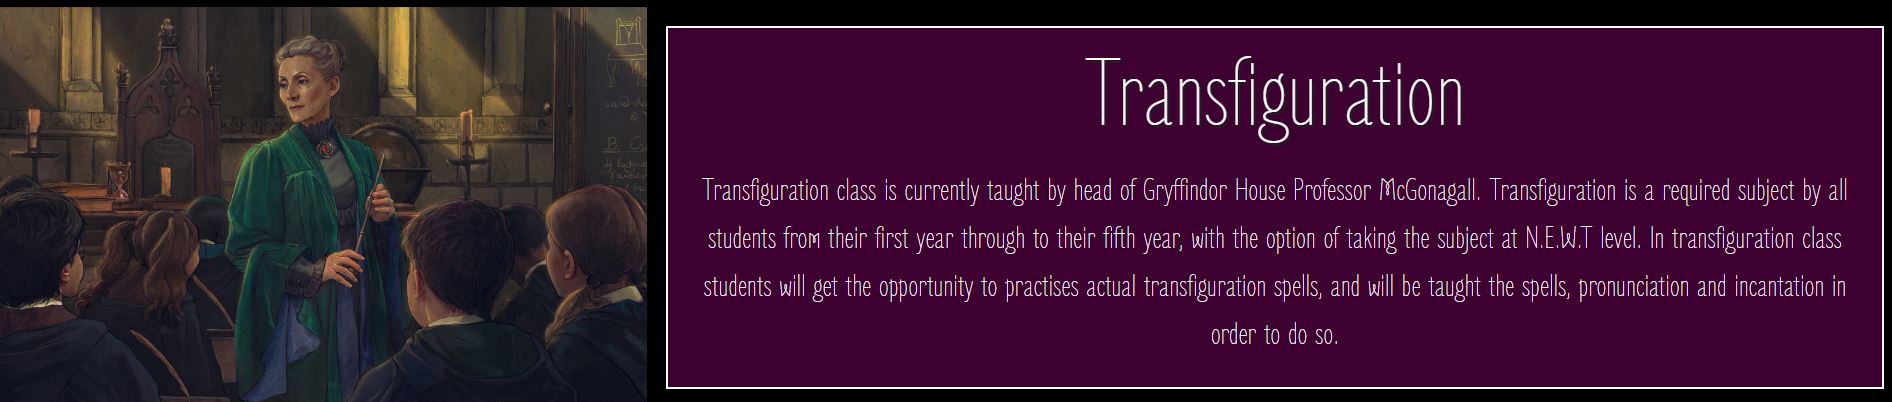 Transfiguration
Transfiguration class is currently taught by head of Gryffindor House Professor McGonagall. Transfiguration is a required subject by all
students from their first year through to their fifth year, with the option of taking the subject at N.E.W.T level. In transfiguration class
students will get the opportunity to practises actual transfiguration spells, and will be taught the spells, pronunciation and incantation in
order to do so.